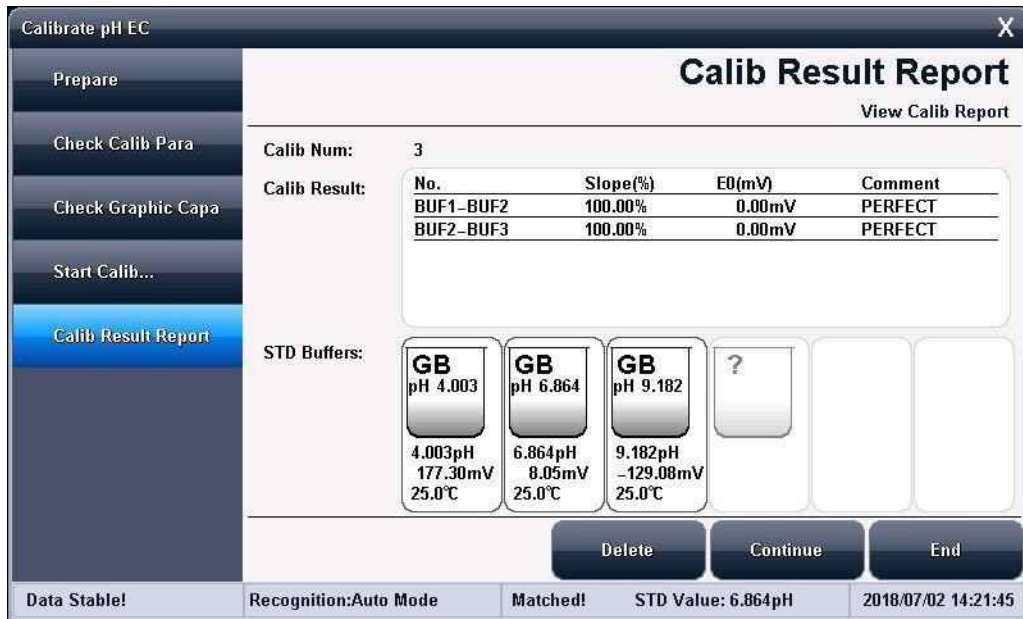 Calibrate pH EC X
Prepare
Check Calib Para
Check Graphic Capa
Start Calib...
Calib Result Report
Calib Result Report
View Calib Report
Calib Num: 3
Calib Result:
No. Slope(%) E0(mV) Comment
BUF1-BUF2 100.00% 0.00mV PERFECT
BUF2-BUF3 100.00% 0.00mV PERFECT
STD Buffers:
GB GB GB ?
pH 4.003 pH 6.864 pH 9.182
4.003pH 6.864pH 9.182pH
177.30mV 8.05mV -129.08mV
25.0℃ 25.0℃ 25.0℃
Delete Continue End
Data Stable! Recognition:Auto Mode Matched! STD Value: 6.864pH 2018/07/02 14:21:45